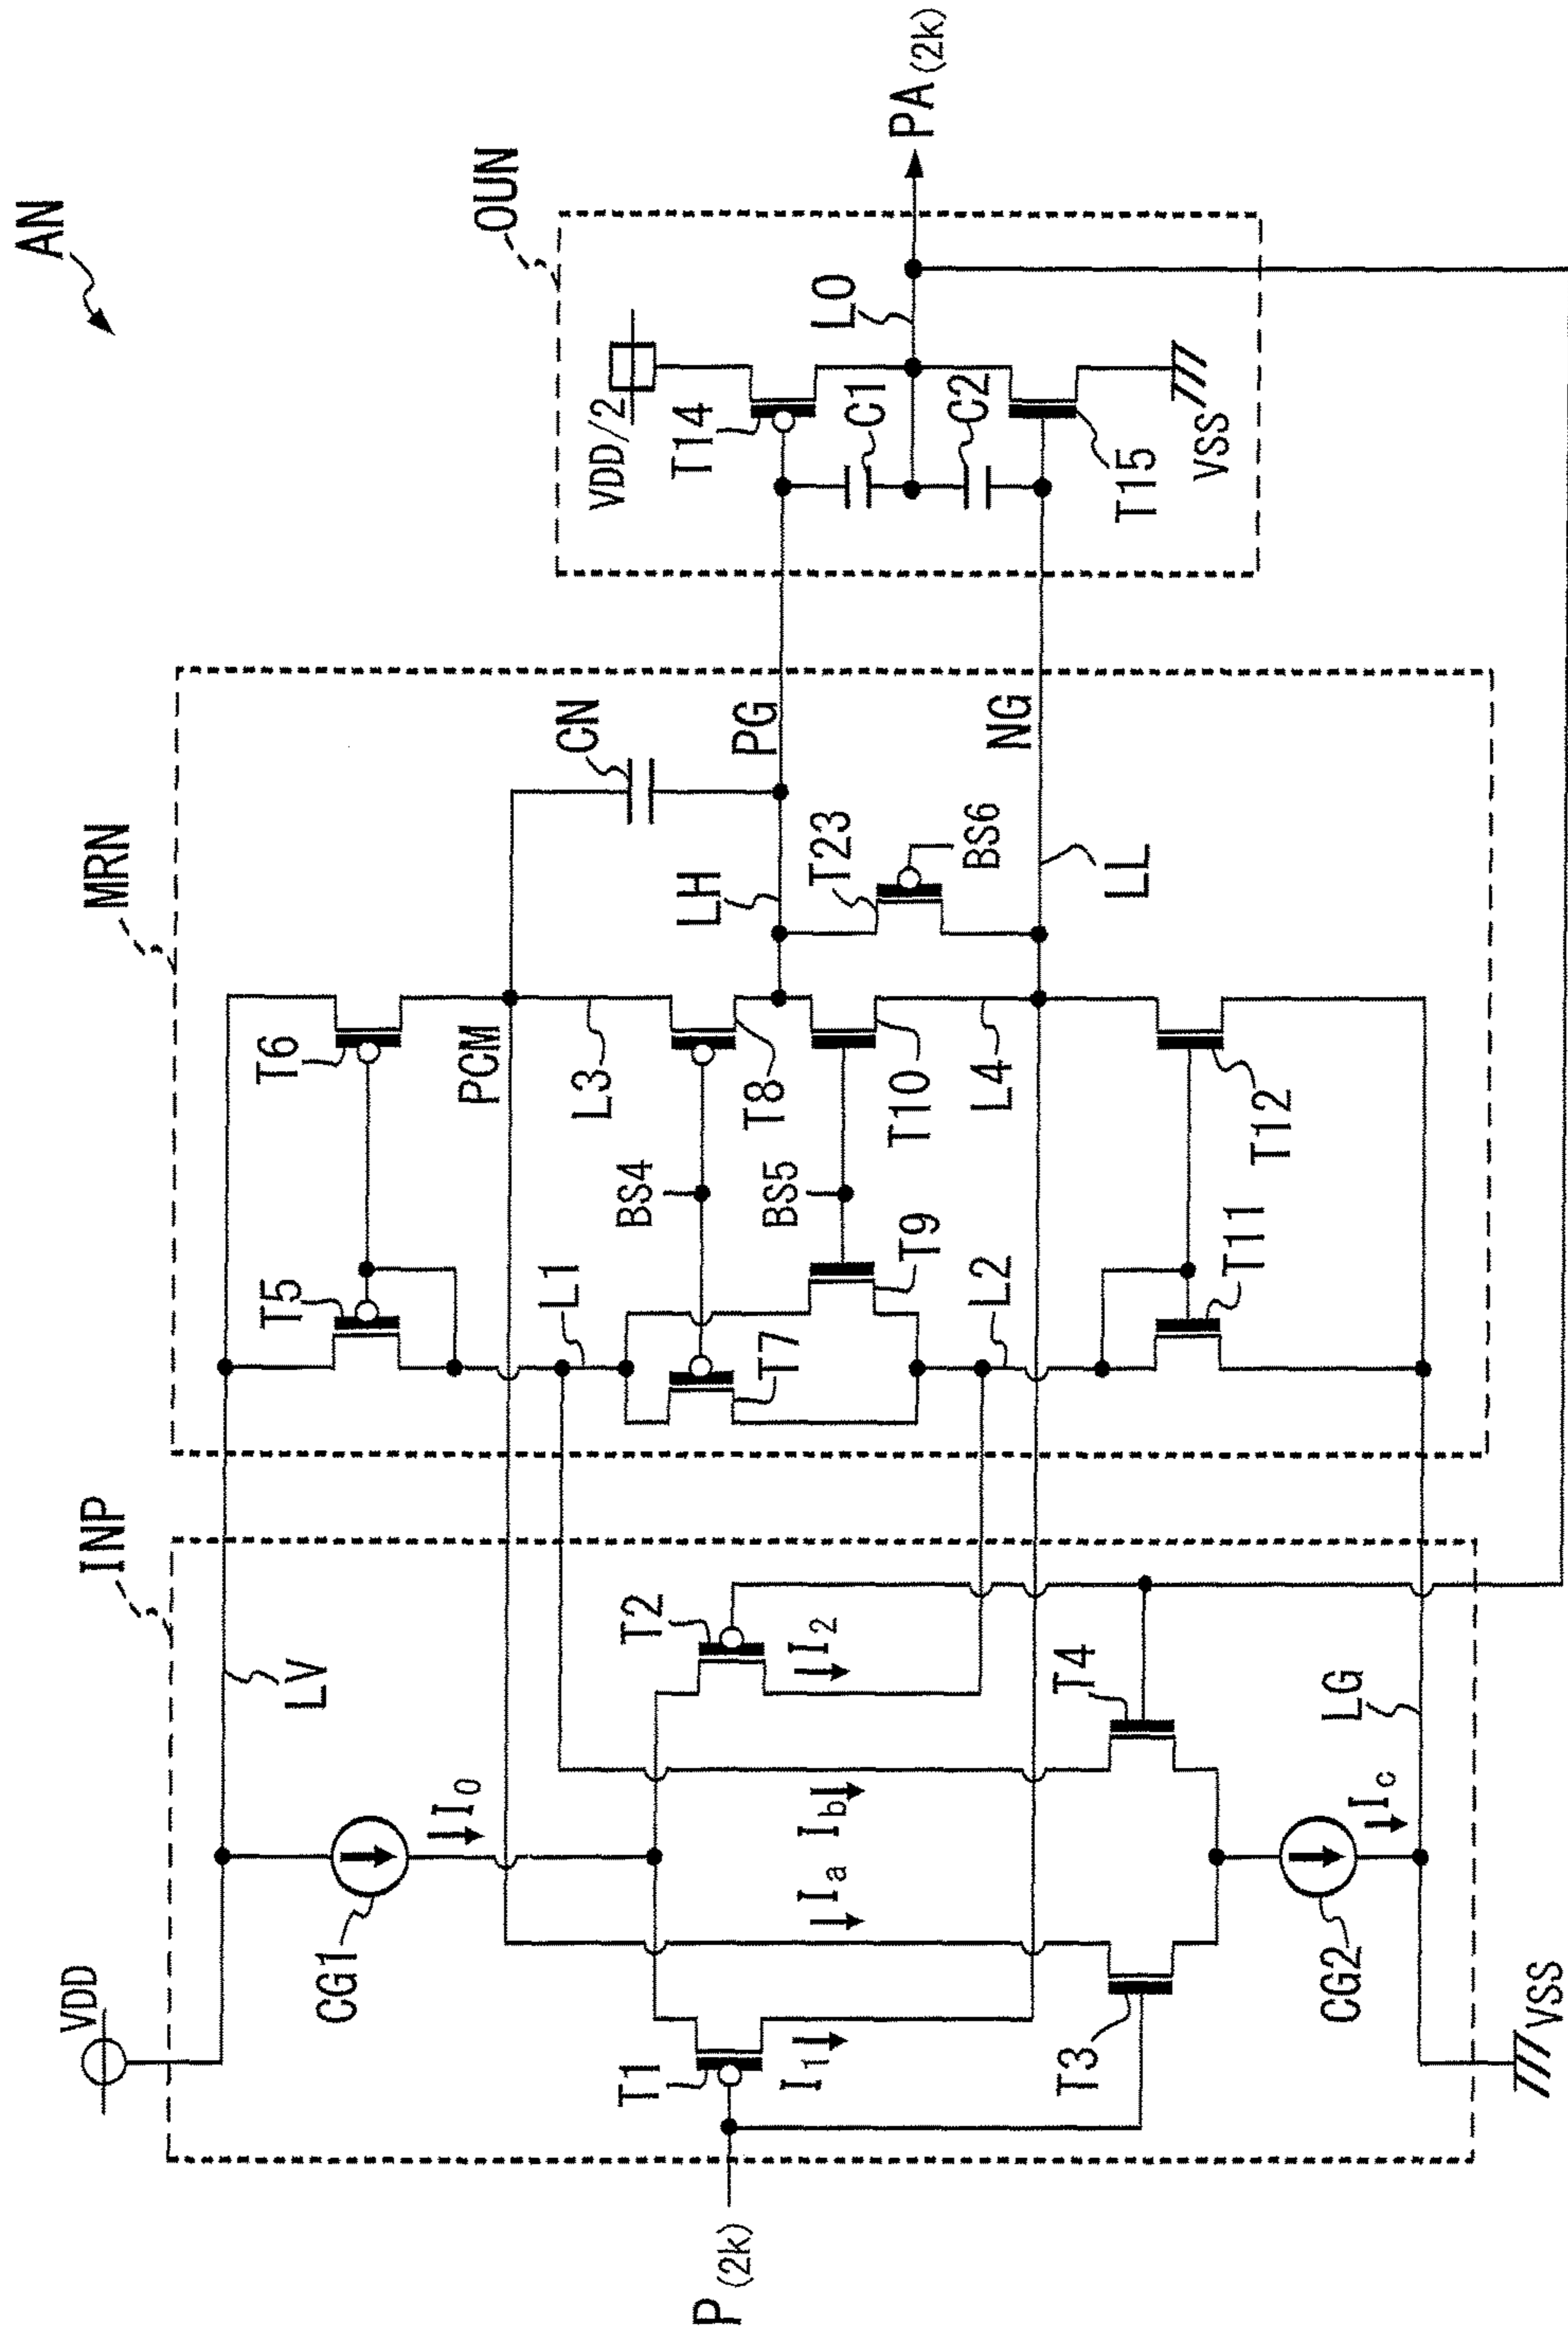 AN
VDD
INP
MRN
OUN
LV
CG1
I0
T5
T6
PCM
CN
VDD/2
T14
L1
L3
T2
T1
I2
I1
Ia
Ib
BS4
BS5
T7
T8
T9
T10
LH
PG
T23
BS6
C1
C2
LO
PA(2k)
P(2k)
L2
L4
NG
LL
T15
VSS
T3
T4
T11
T12
LG
CG2
Ic
VSS